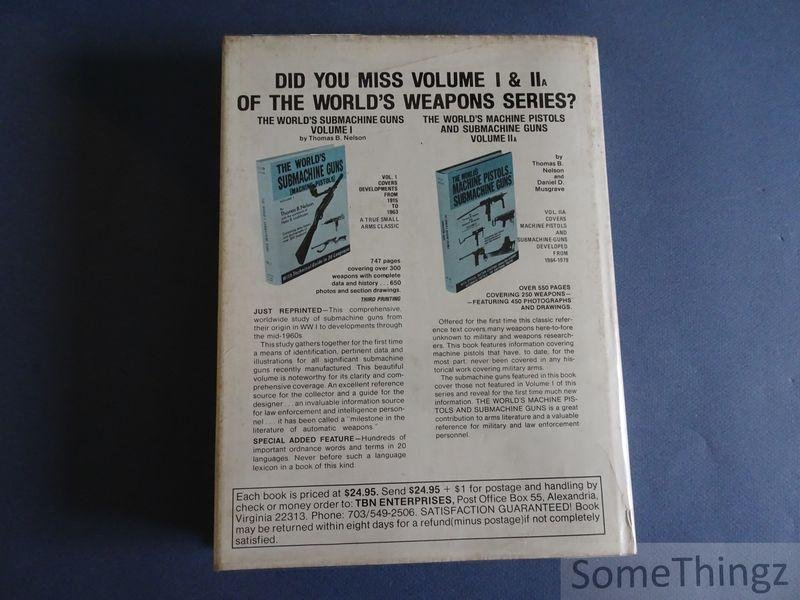 DID YOU MISS VOLUME I & IIA
OF THE WORLD'S WEAPONS SERIES?
THE WORLD'S SUBMACHINE GUNS
VOLUME I
by Thomas B. Nelson
THE WORLD'S
SUBMACHINE GUNS
[MACHINE PISTOLS]
Thomas B. Nelson
VOL. 1
COVERS
DEVELOPMENTS
FROM
1915
TO
1963
A TRUE SMALL
ARMS CLASSIC
747 pages
covering over 300
weapons with complete
data and history . . . 650
photos and section drawings.
THIRD PRINTING
JUST REPRINTED—This comprehensive,
worldwide study of submachine guns from
their origin in WW I to developments through
the mid-1960s.
This study gathers together for the first time
a means of identification, pertinent data and
illustrations for all significant submachine
guns recently manufactured. This beautiful
volume is noteworthy for its clarity and com-
prehensive coverage. An excellent reference
source for the collector and a guide for the
designer . . . an invaluable information source
for law enforcement and intelligence person-
nel . . . it has been called a "milestone in the
literature of automatic weapons."
SPECIAL ADDED FEATURE—Hundreds of
important ordnance words and terms in 20
languages. Never before such a language
lexicon in a book of this kind.
THE WORLD'S MACHINE PISTOLS
AND SUBMACHINE GUNS
VOLUME IIA
THE WORLD'S
MACHINE PISTOLS
SUBMACHINE GUNS
by
Thomas B.
Nelson
and
Daniel D.
Musgrave
VOL. IIA
COVERS
MACHINE PISTOLS
AND
SUBMACHINE-GUNS
DEVELOPED
FROM
1964-1979
OVER 550 PAGES
COVERING 250 WEAPONS—
—FEATURING 450 PHOTOGRAPHS
AND DRAWINGS.
Offered for the first time this classic refer-
ence text covers many weapons here-to-fore
unknown to military and weapons research-
ers. This book features information covering
machine pistols that have, to date, for the
most part, never been covered in any his-
torical work covering military arms.
The submachine guns featured in this book
cover those not featured in Volume I of this
series and reveal for the first time much new
information. THE WORLD'S MACHINE PIS-
TOLS AND SUBMACHINE GUNS is a great
contribution to arms literature and a valuable
reference for military and law enforcement
personnel.
Each book is priced at $24.95. Send $24.95 + $1 for postage and handling by
check or money order to: TBN ENTERPRISES, Post Office Box 55, Alexandria,
Virginia 22313. Phone: 703/549-2506. SATISFACTION GUARANTEED! Book
may be returned within eight days for a refund(minus postage)if not completely
satisfied.
SomeThingz